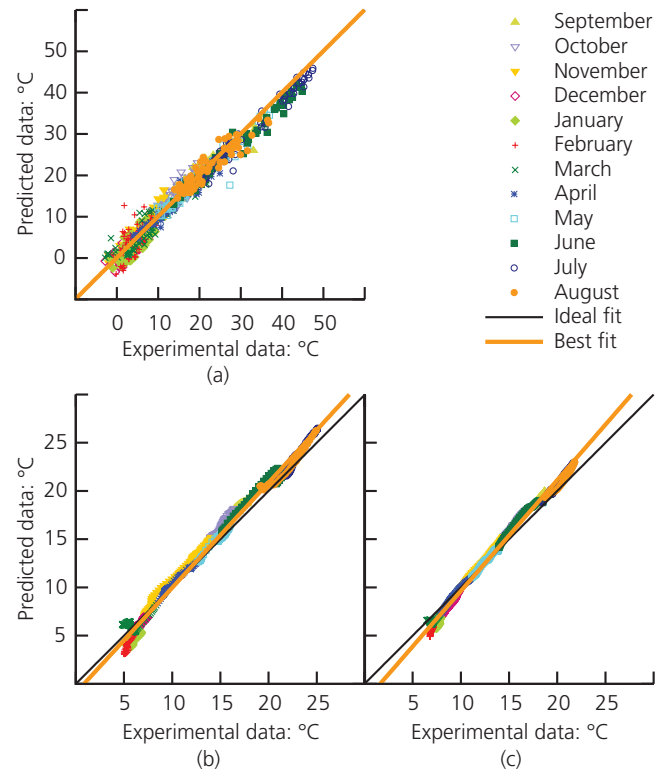 60
50
40
30
20
10
0
Predicted data: °C
0 10 20 30 40 50
Experimental data: °C
(a)
September
October
November
December
January
February
March
April
May
June
July
August
Ideal fit
Best fit
25
20
15
10
5
Predicted data: °C
5 10 15 20 25
Experimental data: °C
(b)
5 10 15 20 25
Experimental data: °C
(c)